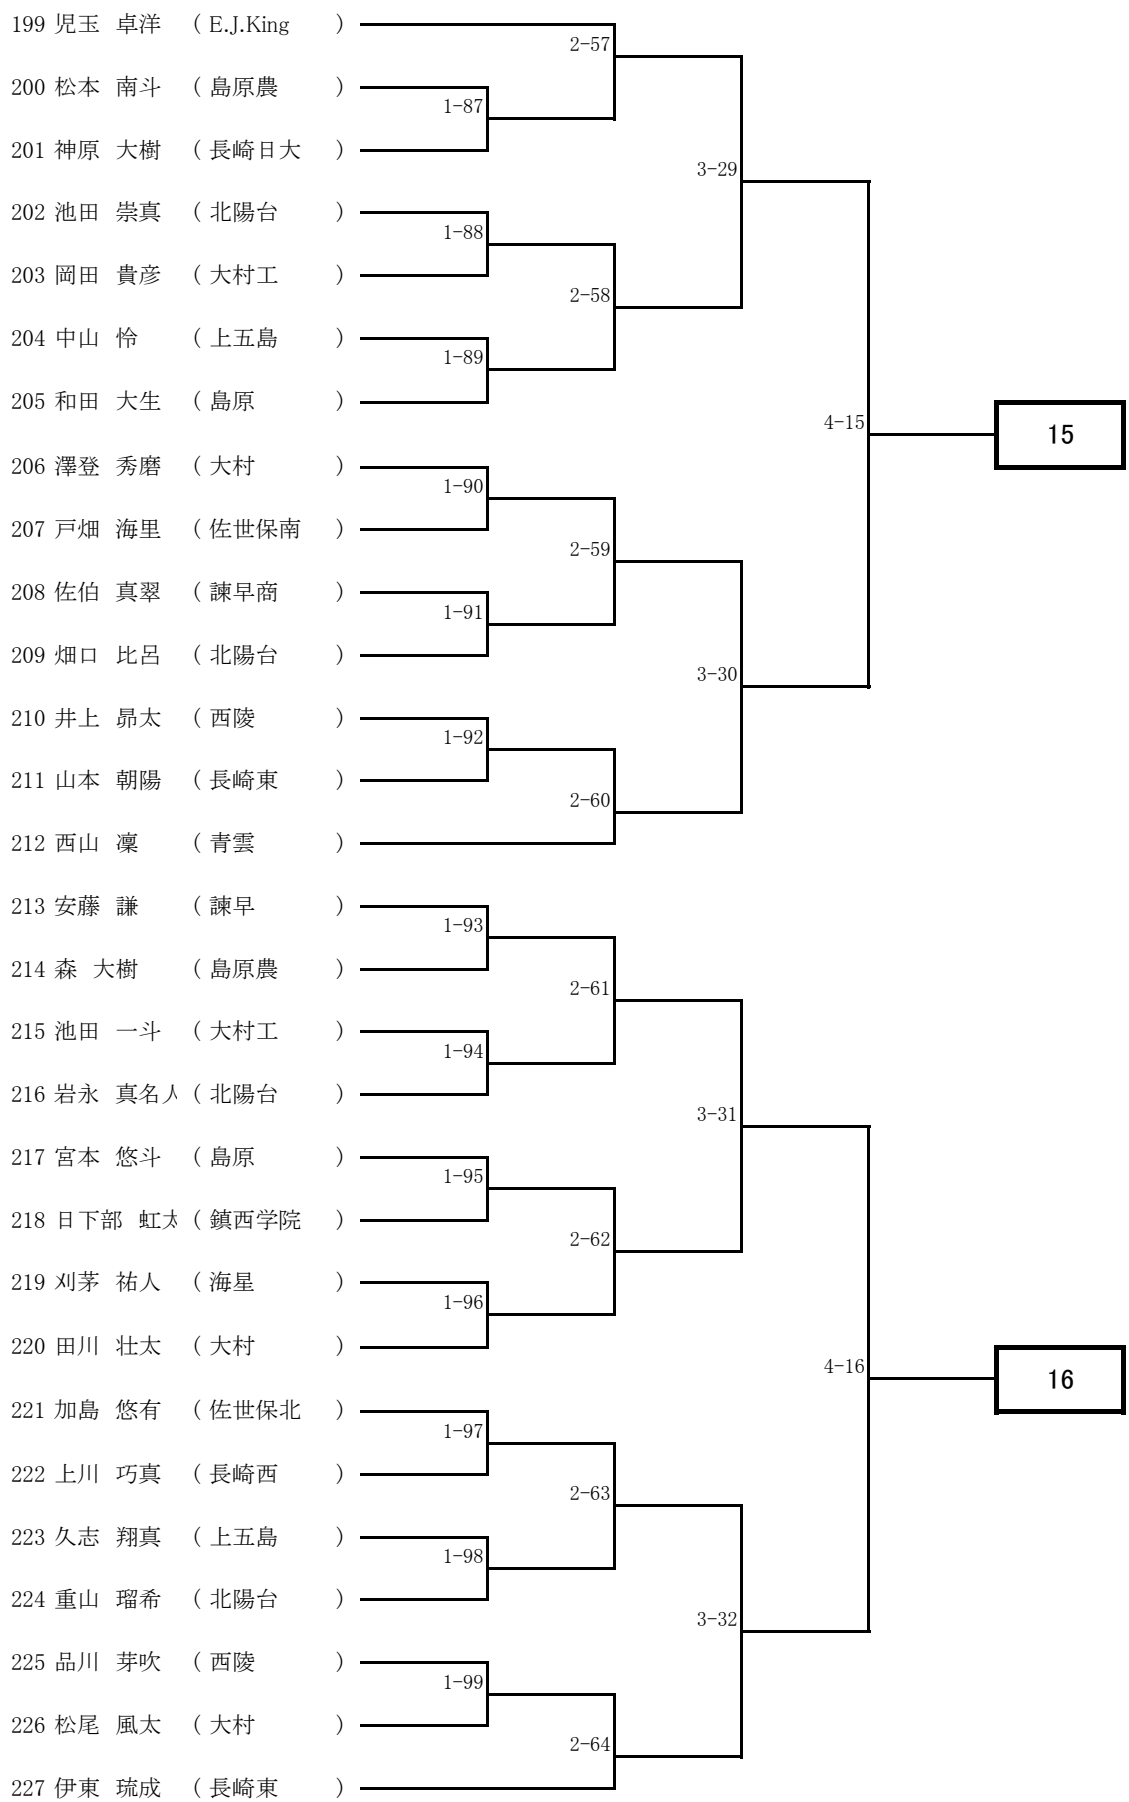 199 児玉 卓洋 ( E.J.King )
2-57
200 松本 南斗 ( 島原農 )
1-87
201 神原 大樹 ( 長崎日大 )
3-29
202 池田 崇真 ( 北陽台 )
1-88
203 岡田 貴彦 ( 大村工 )
2-58
204 中山 怜 ( 上五島 )
1-89
205 和田 大生 ( 島原 )
4-15
15
206 澤登 秀磨 ( 大村 )
1-90
207 戸畑 海里 ( 佐世保南 )
2-59
208 佐伯 真翠 ( 諫早商 )
1-91
209 畑口 比呂 ( 北陽台 )
3-30
210 井上 昴太 ( 西陵 )
1-92
211 山本 朝陽 ( 長崎東 )
2-60
212 西山 凜 ( 青雲 )
213 安藤 謙 ( 諫早 )
1-93
214 森 大樹 ( 島原農 )
2-61
215 池田 一斗 ( 大村工 )
1-94
216 岩永 真名人 ( 北陽台 )
3-31
217 宮本 悠斗 ( 島原 )
1-95
218 日下部 虹太 ( 鎮西学院 )
2-62
219 刈茅 祐人 ( 海星 )
1-96
220 田川 壮太 ( 大村 )
4-16
16
221 加島 悠有 ( 佐世保北 )
1-97
222 上川 巧真 ( 長崎西 )
2-63
223 久志 翔真 ( 上五島 )
1-98
224 重山 瑠希 ( 北陽台 )
3-32
225 品川 芽吹 ( 西陵 )
1-99
226 松尾 風太 ( 大村 )
2-64
227 伊東 琉成 ( 長崎東 )